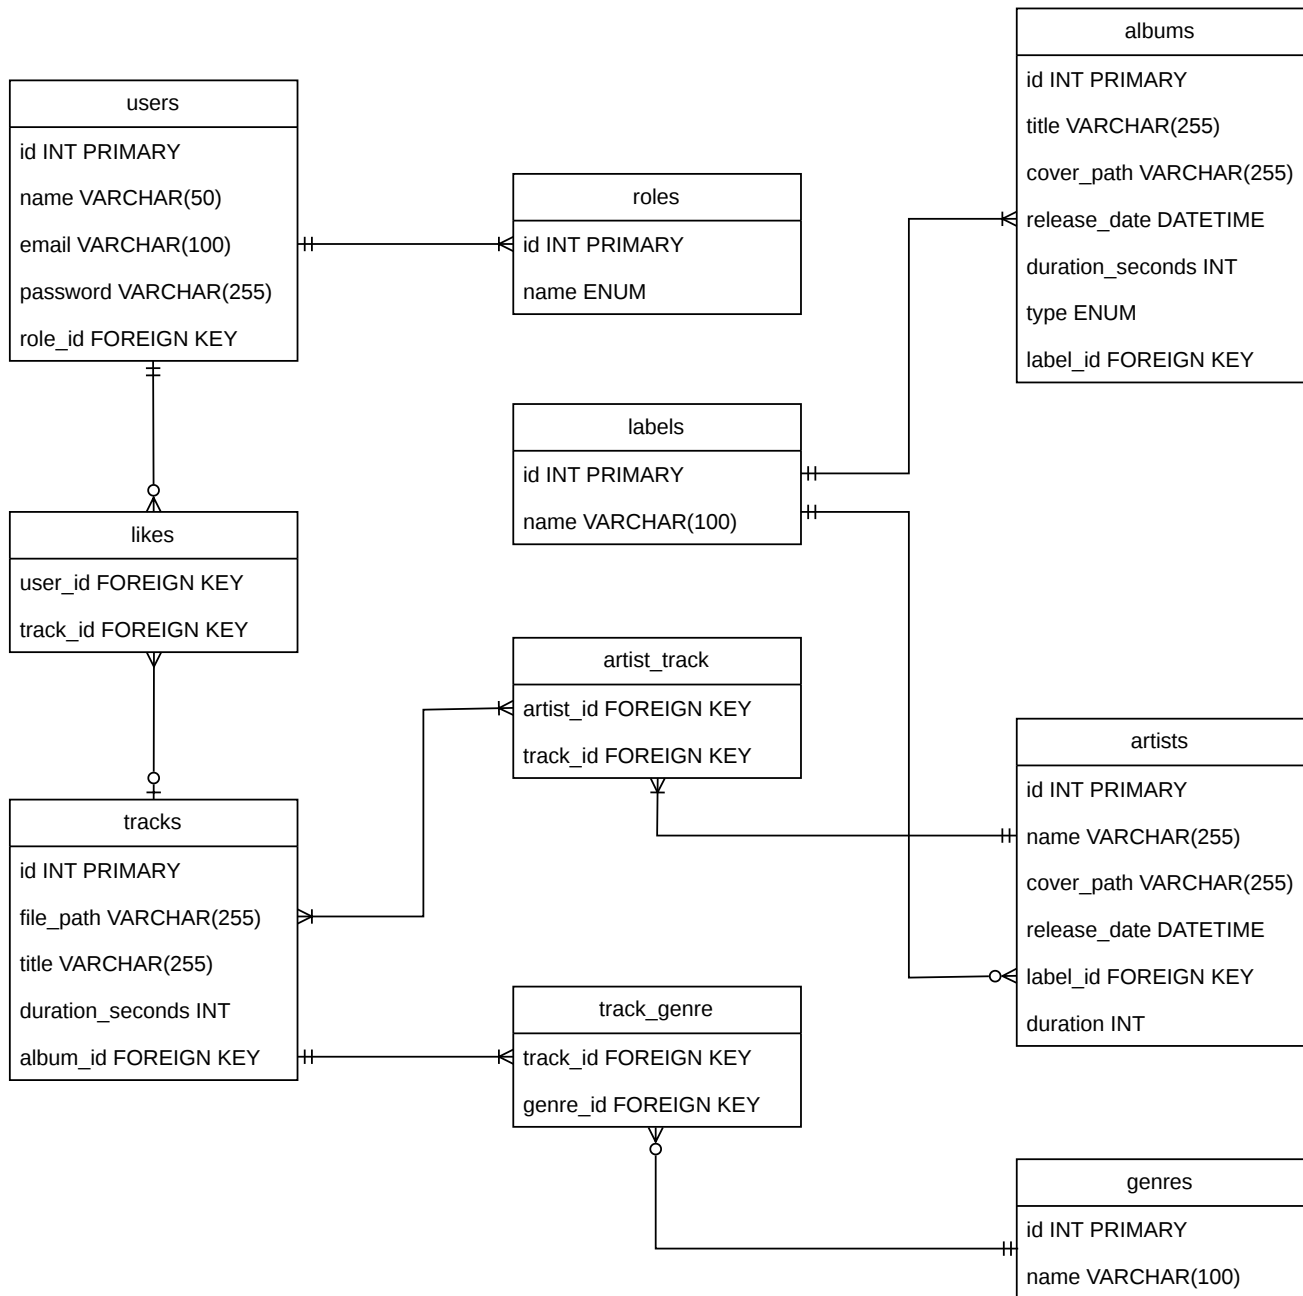 users
id INT PRIMARY
name VARCHAR(50)
email VARCHAR(100)
password VARCHAR(255)
role_id FOREIGN KEY
roles
id INT PRIMARY
name ENUM
albums
id INT PRIMARY
title VARCHAR(255)
cover_path VARCHAR(255)
release_date DATETIME
duration_seconds INT
type ENUM
label_id FOREIGN KEY
labels
id INT PRIMARY
name VARCHAR(100)
likes
user_id FOREIGN KEY
track_id FOREIGN KEY
artist_track
artist_id FOREIGN KEY
track_id FOREIGN KEY
artists
id INT PRIMARY
name VARCHAR(255)
cover_path VARCHAR(255)
release_date DATETIME
label_id FOREIGN KEY
duration INT
tracks
id INT PRIMARY
file_path VARCHAR(255)
title VARCHAR(255)
duration_seconds INT
album_id FOREIGN KEY
track_genre
track_id FOREIGN KEY
genre_id FOREIGN KEY
genres
id INT PRIMARY
name VARCHAR(100)